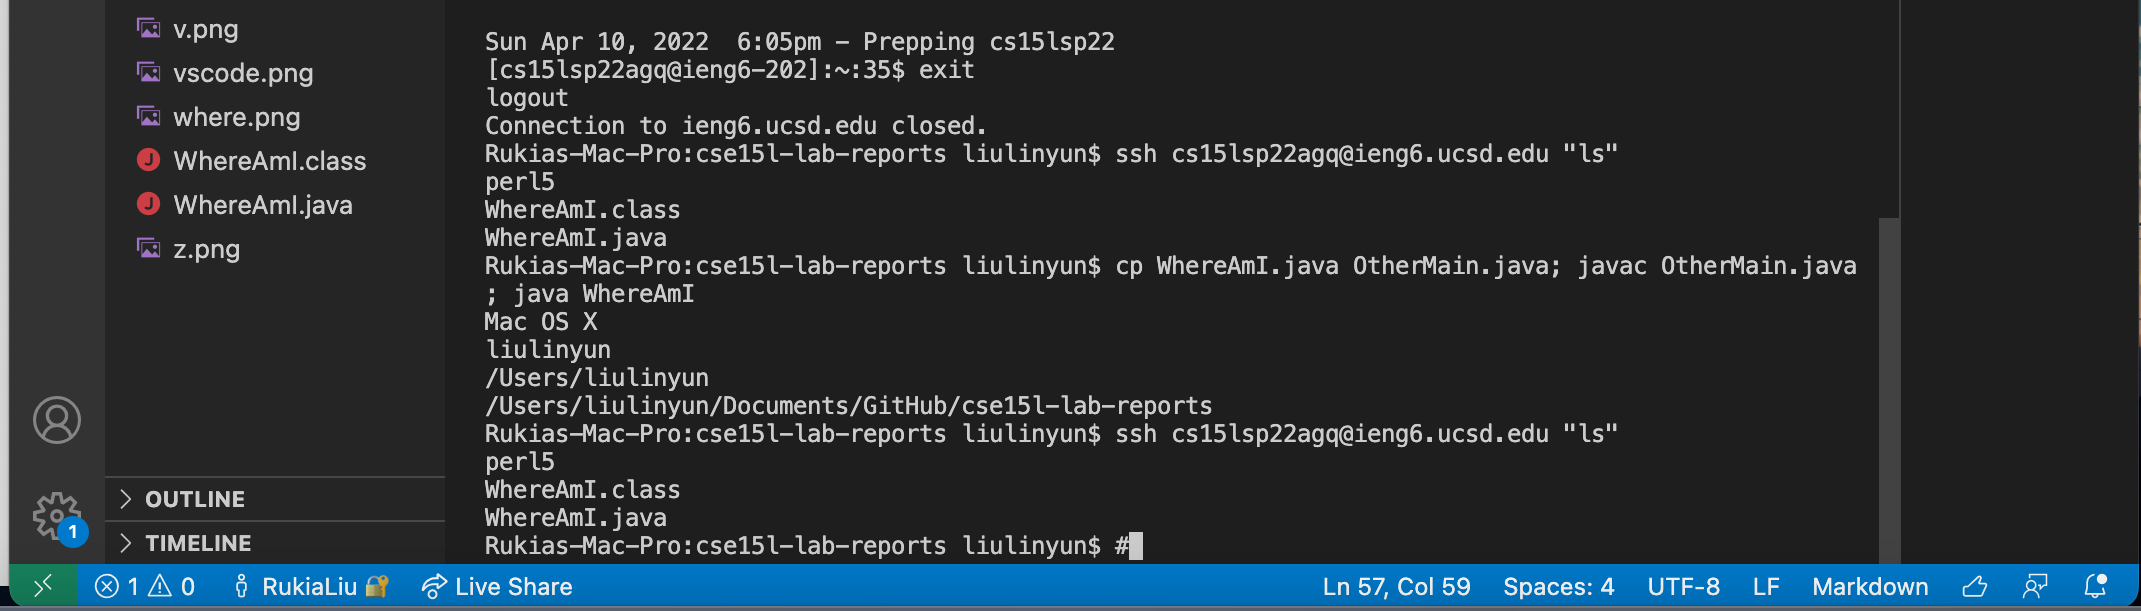 v.png
vscode.png
where.png
WhereAmI.class
WhereAmI.java
z.png
OUTLINE
TIMELINE
1
Sun Apr 10, 2022  6:05pm - Prepping cs15lsp22
[cs15lsp22agq@ieng6-202]:~:35$ exit
logout
Connection to ieng6.ucsd.edu closed.
Rukias-Mac-Pro:cse15l-lab-reports liulinyun$ ssh cs15lsp22agq@ieng6.ucsd.edu "ls"
perl5
WhereAmI.class
WhereAmI.java
Rukias-Mac-Pro:cse15l-lab-reports liulinyun$ cp WhereAmI.java OtherMain.java; javac OtherMain.java
; java WhereAmI
Mac OS X
liulinyun
/Users/liulinyun
/Users/liulinyun/Documents/GitHub/cse15l-lab-reports
Rukias-Mac-Pro:cse15l-lab-reports liulinyun$ ssh cs15lsp22agq@ieng6.ucsd.edu "ls"
perl5
WhereAmI.class
WhereAmI.java
Rukias-Mac-Pro:cse15l-lab-reports liulinyun$ #
1 0 RukiaLiu Live Share Ln 57, Col 59 Spaces: 4 UTF-8 LF Markdown